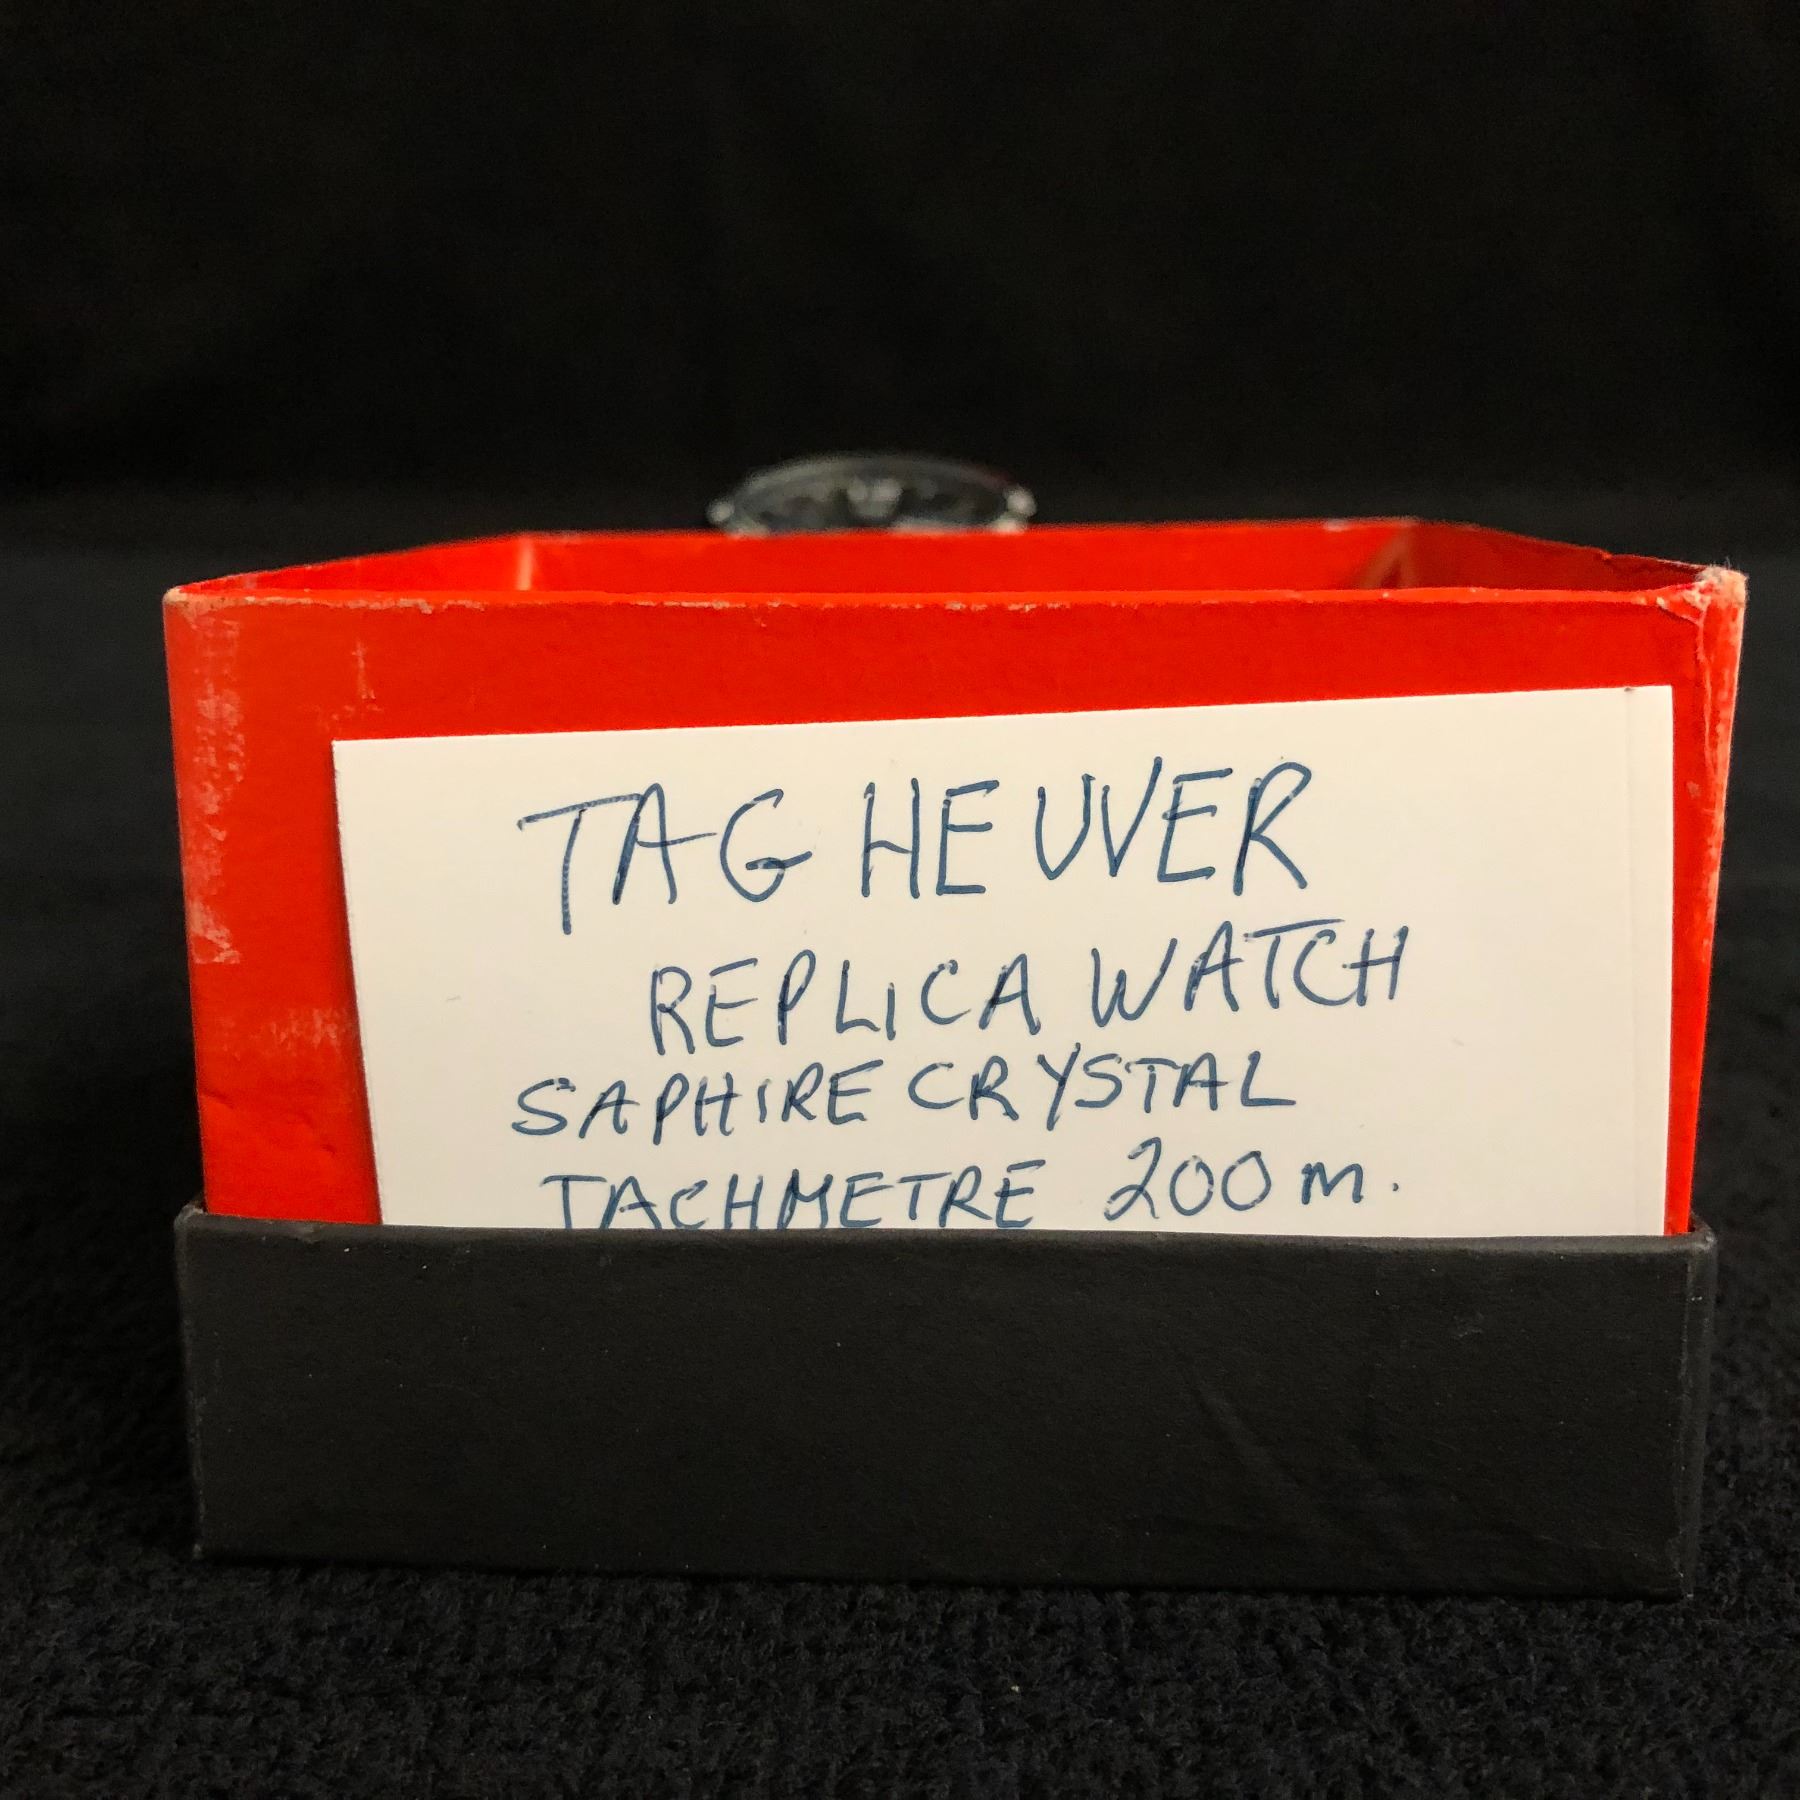 TAG HEUVER
REPLICA WATCH
SAPHIRE CRYSTAL
TACHMETRE 200m.